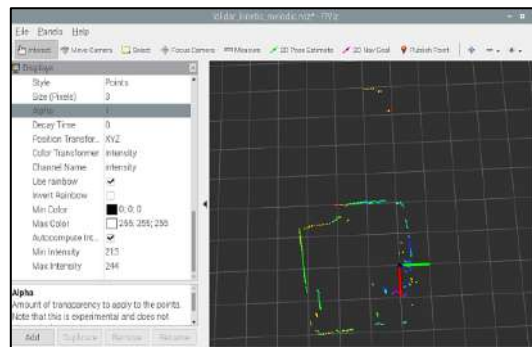 File Panels Help
Interact Move Camera Select Focus Camera Measure 2D Pose Estimate 2D Nav Goal Publish Point
Displays
Style Points
Size (Pixels) 3
Alpha 1
Decay Time 0
Position Transfor... XYZ
Color Transformer Intensity
Channel Name intensity
Use rainbow
Invert Rainbow
Min Color 0; 0; 0
Max Color 255; 255; 255
Autocompute Int...
Min Intensity 213
Max Intensity 244
Alpha
Amount of transparency to apply to the points.
Note that this is experimental and does not
Add Duplicate Remove Rename